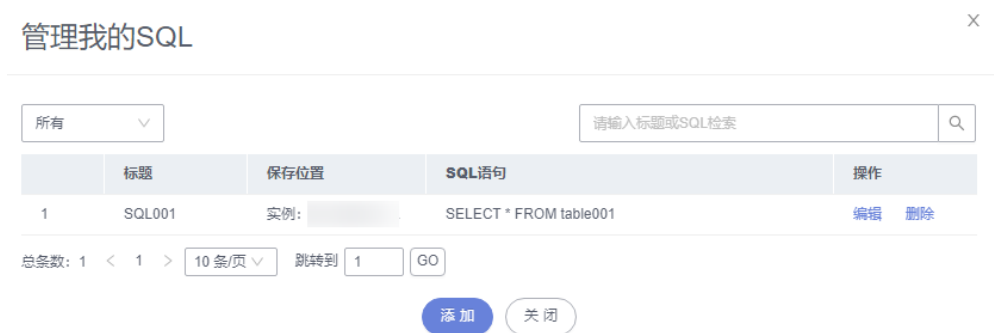 管理我的SQL
所有
请输入标题或SQL检索
标题 保存位置 SQL语句 操作
1 SQL001 实例： SELECT * FROM table001 编辑 删除
总条数：1 < 1 > 10 条/页 跳转到 1 GO
添加 关闭